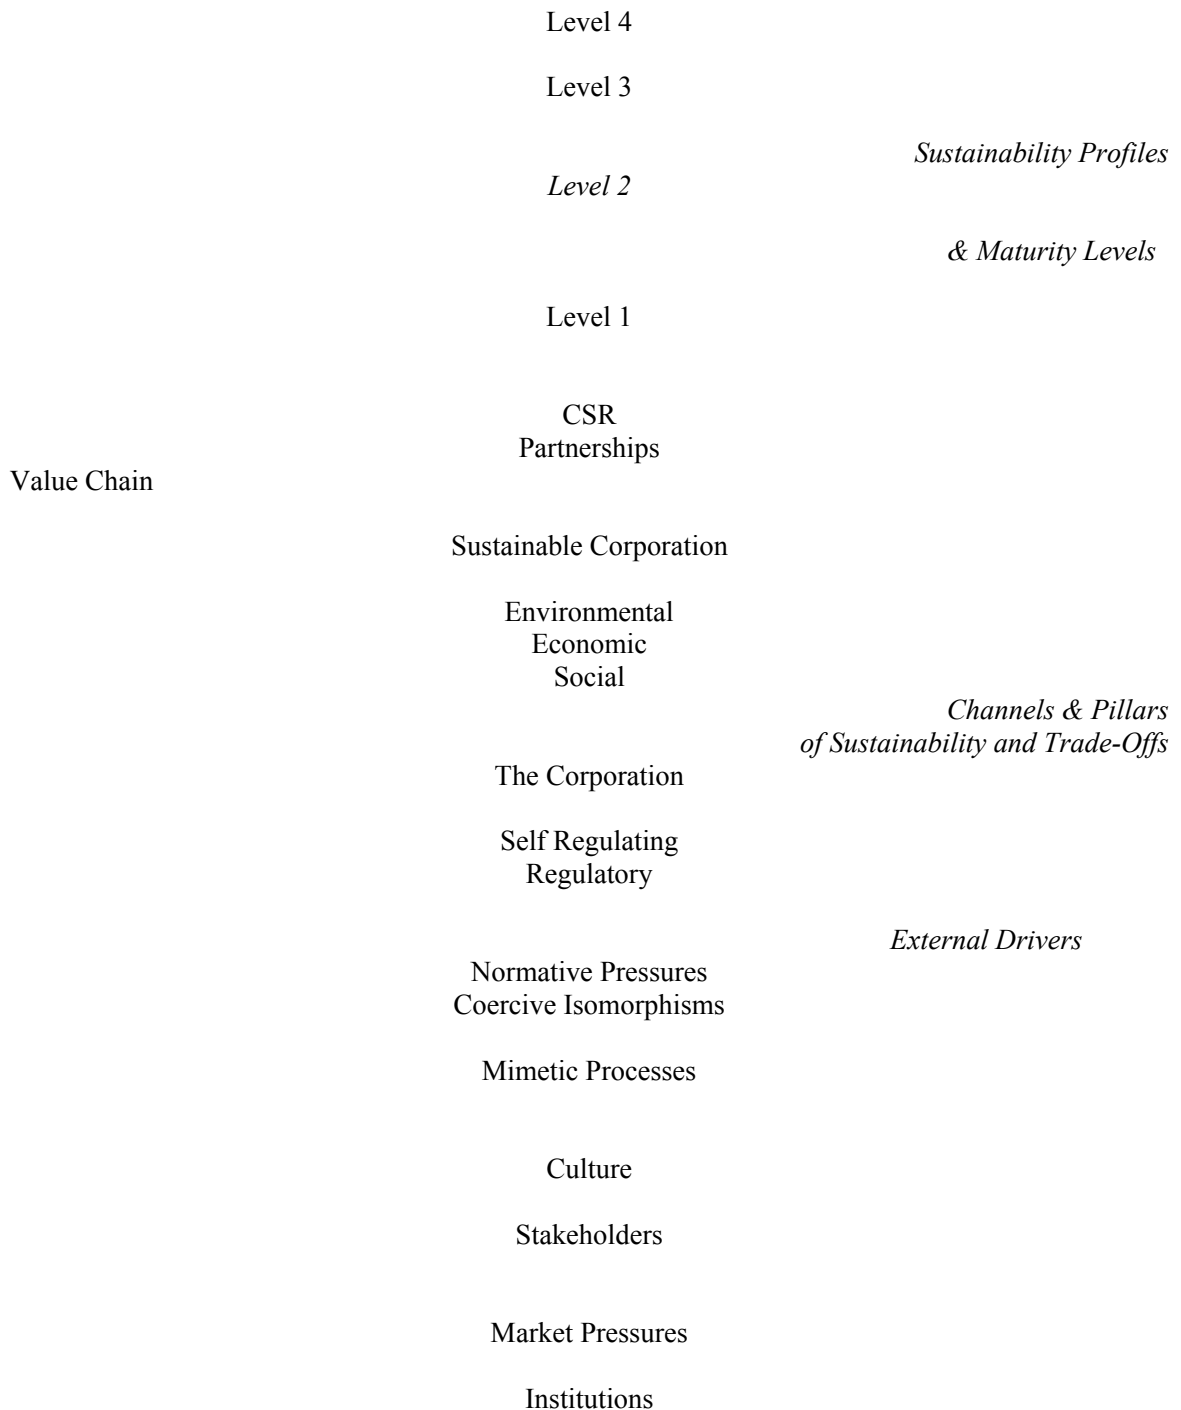 Level 4
Level 3
Sustainability Profiles
Level 2
& Maturity Levels
Level 1
CSR
Partnerships
Value Chain
Sustainable Corporation
Environmental
Economic
Social
Channels & Pillars
of Sustainability and Trade-Offs
The Corporation
Self Regulating
Regulatory
External Drivers
Normative Pressures
Coercive Isomorphisms
Mimetic Processes
Culture
Stakeholders
Market Pressures
Institutions